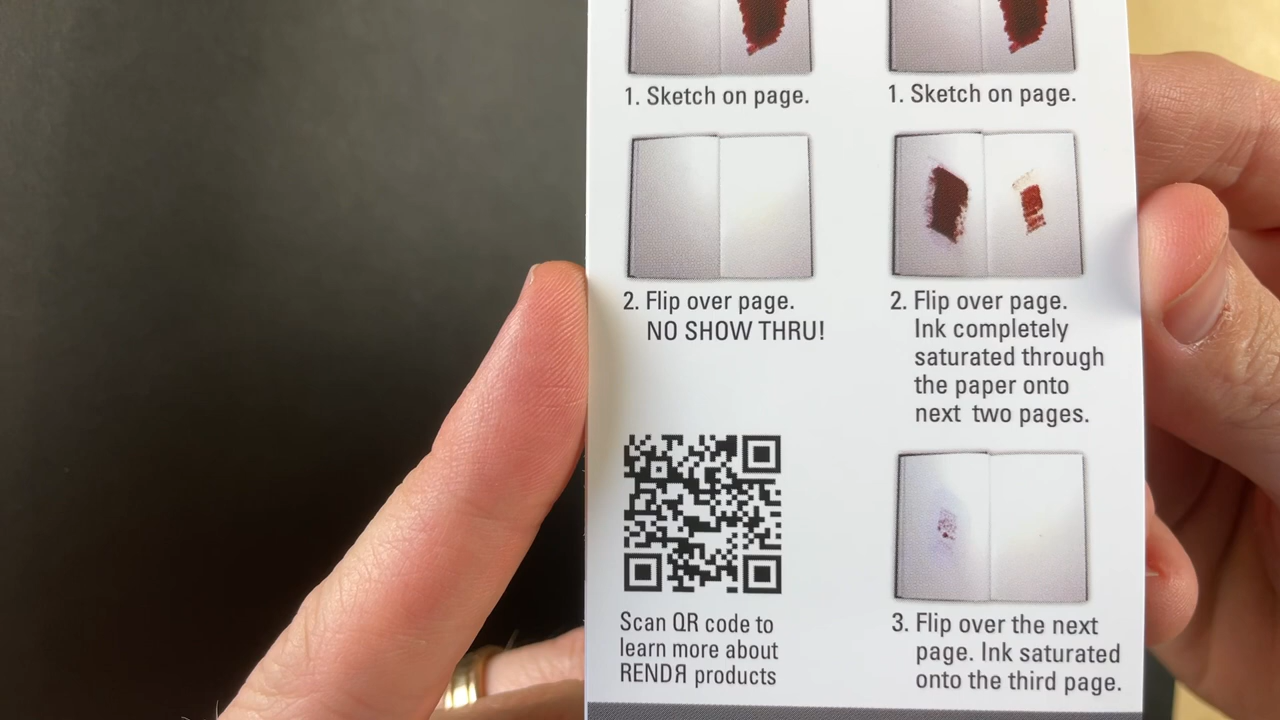 1. Sketch on page.
2. Flip over page.
NO SHOW THRU!
Scan QR code to
learn more about
RENDЯ products
1. Sketch on page.
2. Flip over page.
Ink completely
saturated through
the paper onto
next two pages.
3. Flip over the next
page. Ink saturated
onto the third page.